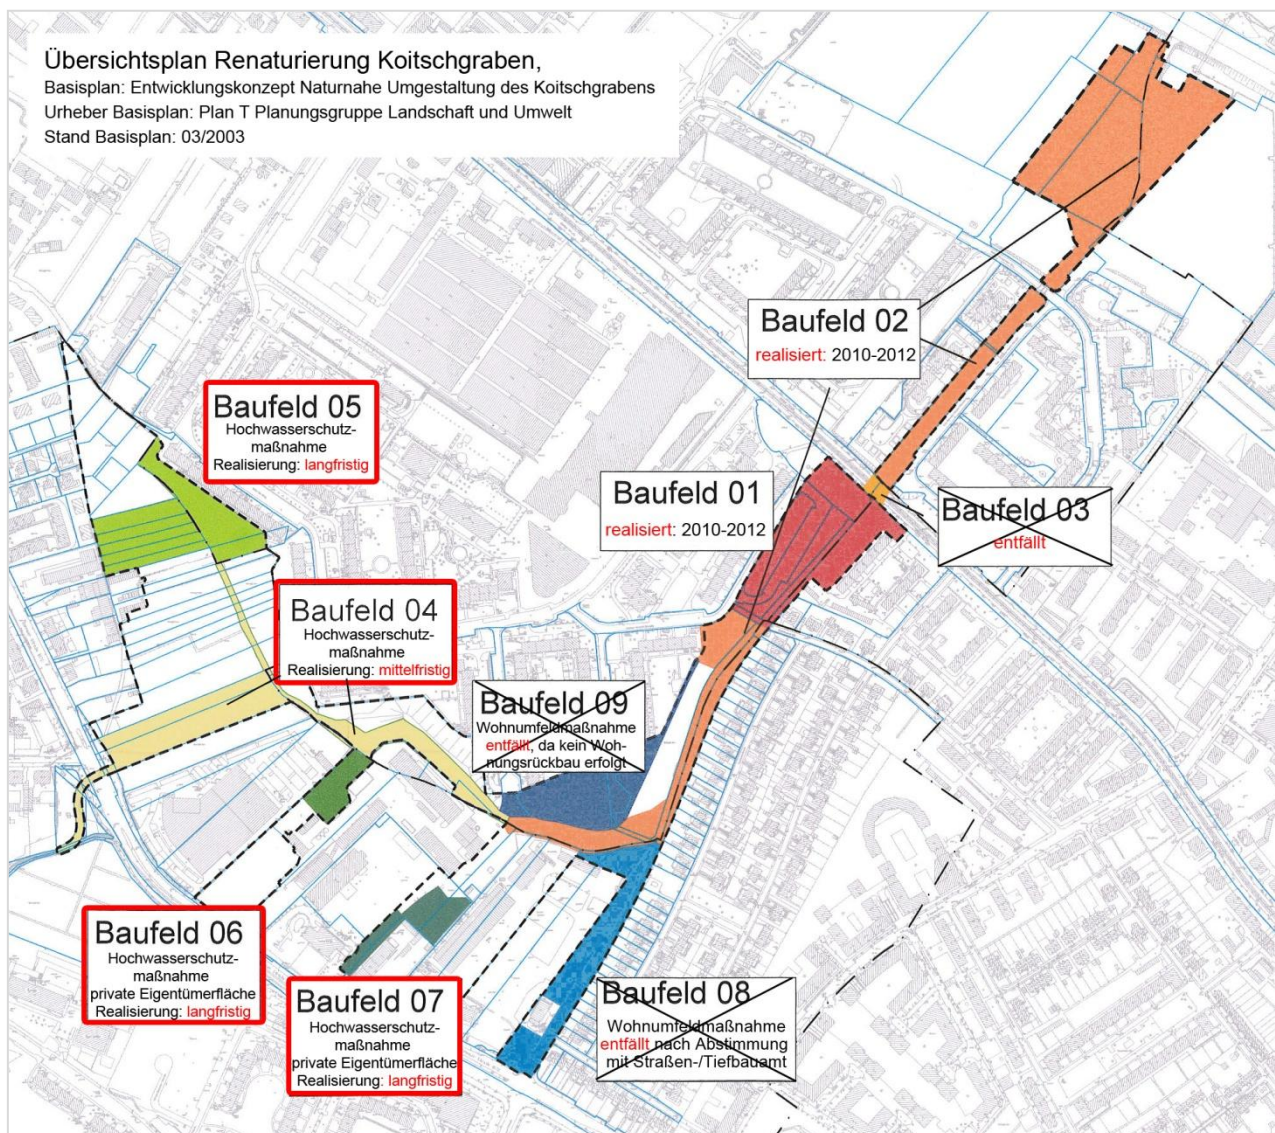 Übersichtsplan Renaturierung Koitschgraben,
Basisplan: Entwicklungskonzept Naturnahe Umgestaltung des Koitschgrabens
Urheber Basisplan: Plan T Planungsgruppe Landschaft und Umwelt
Stand Basisplan: 03/2003
Baufeld 02
realisiert: 2010-2012
Baufeld 05
Hochwasserschutz-
maßnahme
Realisierung: langfristig
Baufeld 01
realisiert: 2010-2012
Baufeld 03
entfällt
Baufeld 04
Hochwasserschutz-
maßnahme
Realisierung: mittelfristig
Baufeld 09
Wohnumfeldmaßnahme
entfällt, da kein Woh-
nungsrückbau erfolgt
Baufeld 06
Hochwasserschutz-
maßnahme
private Eigentümerfläche
Realisierung: langfristig
Baufeld 07
Hochwasserschutz-
maßnahme
private Eigentümerfläche
Realisierung: langfristig
Baufeld 08
Wohnumfeldmaßnahme
entfällt nach Abstimmung
mit Straßen-/Tiefbauamt